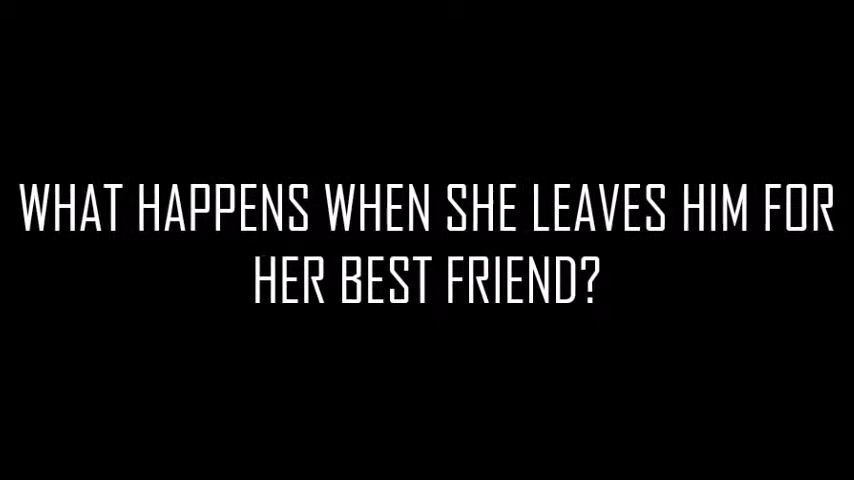 WHAT HAPPENS WHEN SHE LEAVES HIM FOR
HER BEST FRIEND?